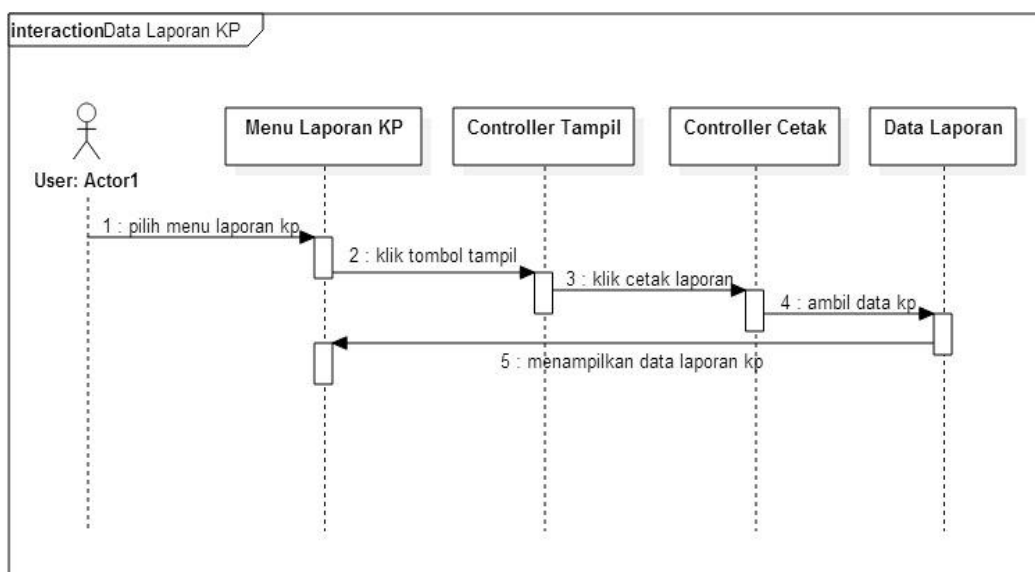 interactionData Laporan KP
User: Actor1
Menu Laporan KP
Controller Tampil
Controller Cetak
Data Laporan
1 : pilih menu laporan kp
2 : klik tombol tampil
3 : klik cetak laporan
4 : ambil data kp
5 : menampilkan data laporan kp